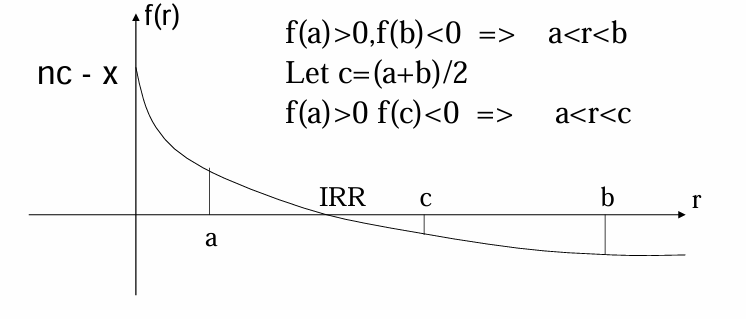 f(r)
f(a)>0,f(b)<0 => a<r<b
nc - x
Let c=(a+b)/2
f(a)>0 f(c)<0 => a<r<c
IRR c b r
a